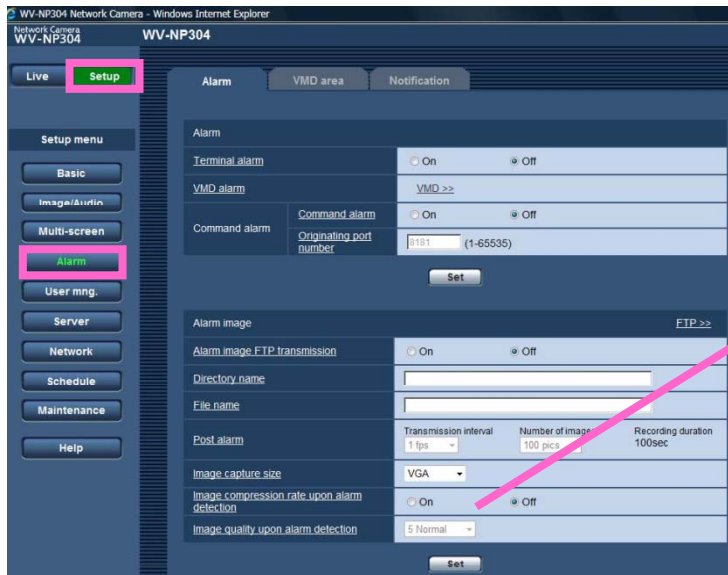 WV-NP304 Network Camera - Windows Internet Explorer
Network Camera
WV-NP304
WV-NP304
Live
Setup
Alarm
VMD area
Notification
Setup menu
Basic
Image/Audio
Multi-screen
Alarm
User mng.
Server
Network
Schedule
Maintenance
Help
Alarm
Terminal alarm
On
Off
VMD alarm
VMD >>
Command alarm
Command alarm
On
Off
Originating port
number
8181
(1-65535)
Set
Alarm image
FTP >>
Alarm image FTP transmission
On
Off
Directory name
File name
Post alarm
Transmission interval
1 fps
Number of image
100 pics
Recording duration
100sec
Image capture size
VGA
Image compression rate upon alarm
detection
On
Off
Image quality upon alarm detection
5 Normal
Set